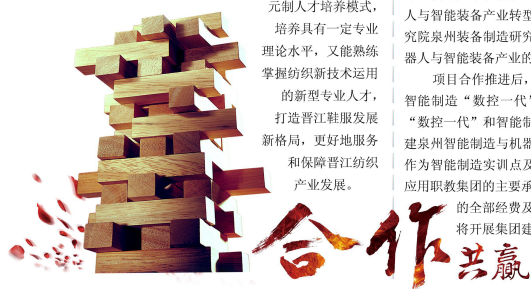 元制人才培养模式，
培养具有一定专业
理论水平，又能熟练
掌握纺织新技术运用
的新型专业人才，
打造晋江鞋服发展
新格局，更好地服务
和保障晋江纺织
产业发展。
人与智能装备产业转型
究院泉州装备制造研究
器人与智能装备产业的
项目合作推进后，
智能制造“数控一代”
“数控一代”和智能制
建泉州智能制造与机器
作为智能制造实训点及
应用职教集团的主要承
的全部经费及
将开展集团建
合作共赢